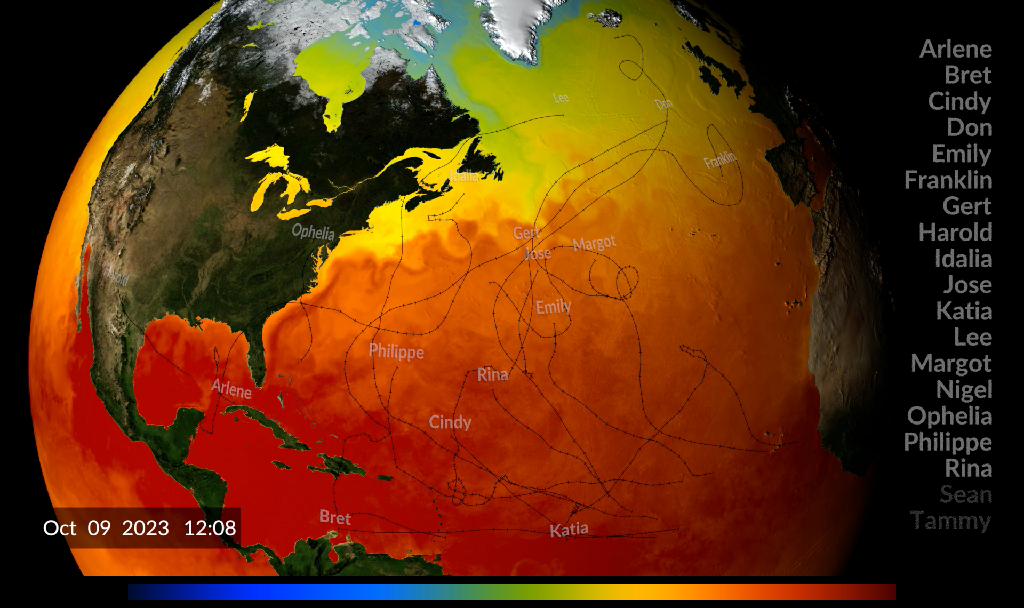 Arlene
Bret
Cindy
Don
Emily
Franklin
Gert
Harold
Idalia
Jose
Katia
Lee
Margot
Nigel
Ophelia
Philippe
Rina
Sean
Tammy
Lee
Don
Franklin
Idalia
Ophelia
Gert
Margot
Jose
Emily
Philippe
Rina
Arlene
Cindy
Bret
Katia
Oct 09 2023 12:08